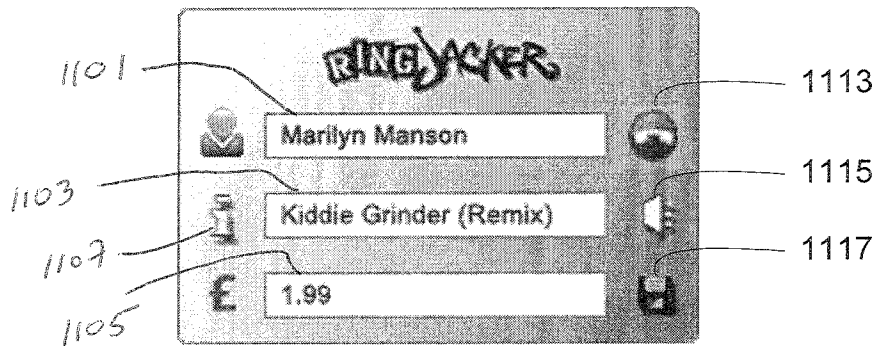 RINGJACKER
1101
1113
Marilyn Manson
1103
1115
Kiddie Grinder (Remix)
1107
1117
£ 1.99
1105